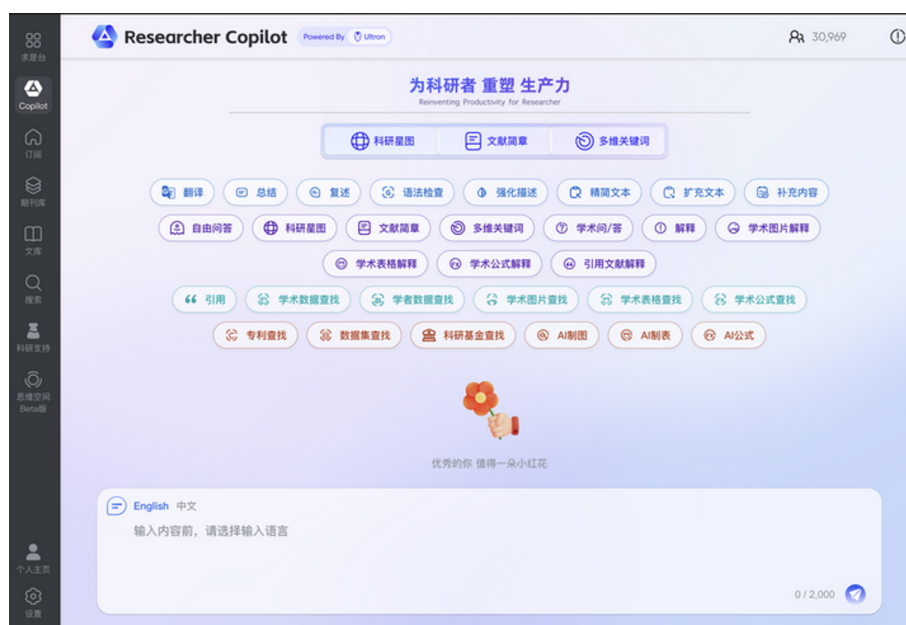 求是台
Copilot
订阅
期刊库
文库
搜索
科研支持
思维空间
Beta版
个人主页
设置
Researcher Copilot Powered By Ultron 30,969
为科研者 重塑 生产力
Reinventing Productivity for Researcher
科研星图 文献简章 多维关键词
翻译 总结 复述 语法检查 强化描述 精简文本 扩充文本 补充内容
自由问答 科研星图 文献简章 多维关键词 学术问/答 解释 学术图片解释
学术表格解释 学术公式解释 引用文献解释
引用 学术数据查找 学者数据查找 学术图片查找 学术表格查找 学术公式查找
专利查找 数据集查找 科研基金查找 AI制图 AI制表 AI公式
优秀的你 值得一朵小红花
English 中文
输入内容前，请选择输入语言
0 / 2,000